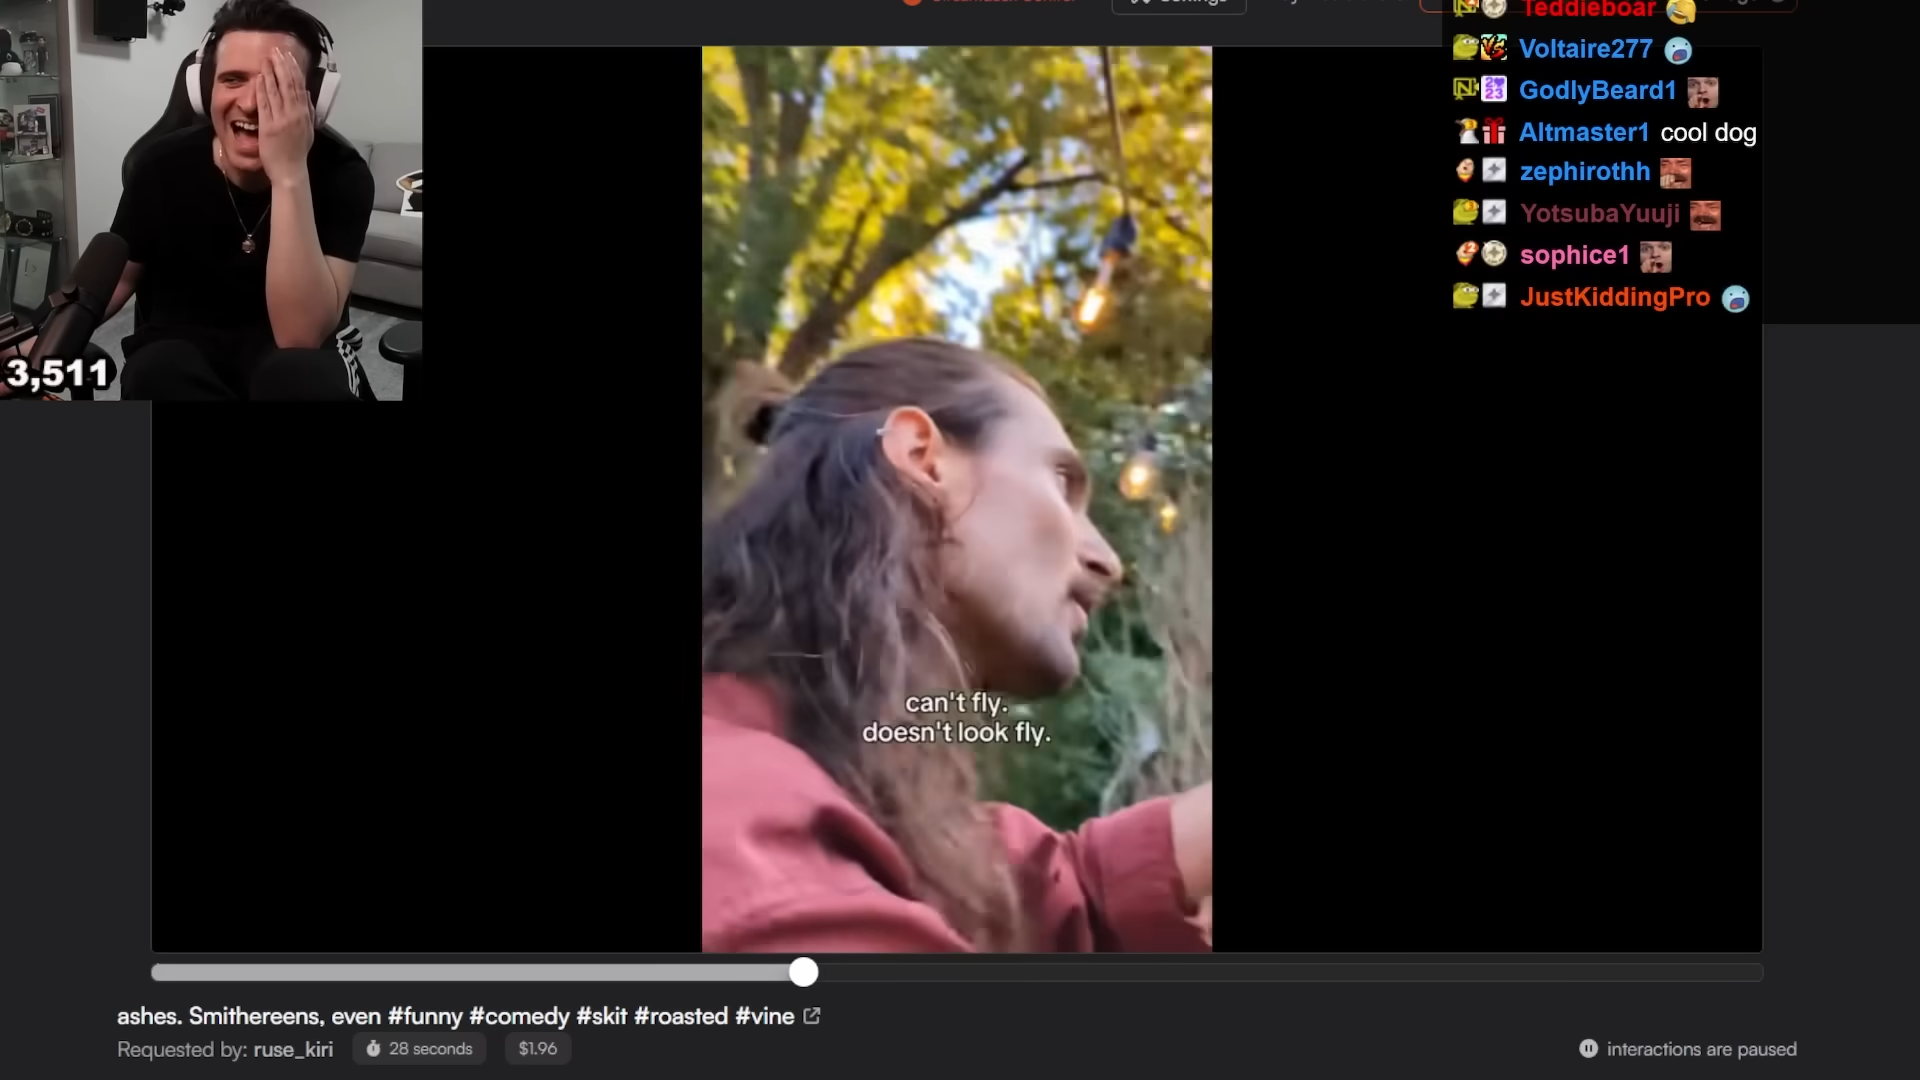 Teddieboar
Voltaire277
GodlyBeard1
Altmaster1 cool dog
zephirothh
YotsubaYuuji
sophice1
JustKiddingPro
3,511
can't fly.
doesn't look fly.
ashes. Smithereens, even #funny #comedy #skit #roasted #vine
Requested by: ruse_kiri 28 seconds $1.96
interactions are paused